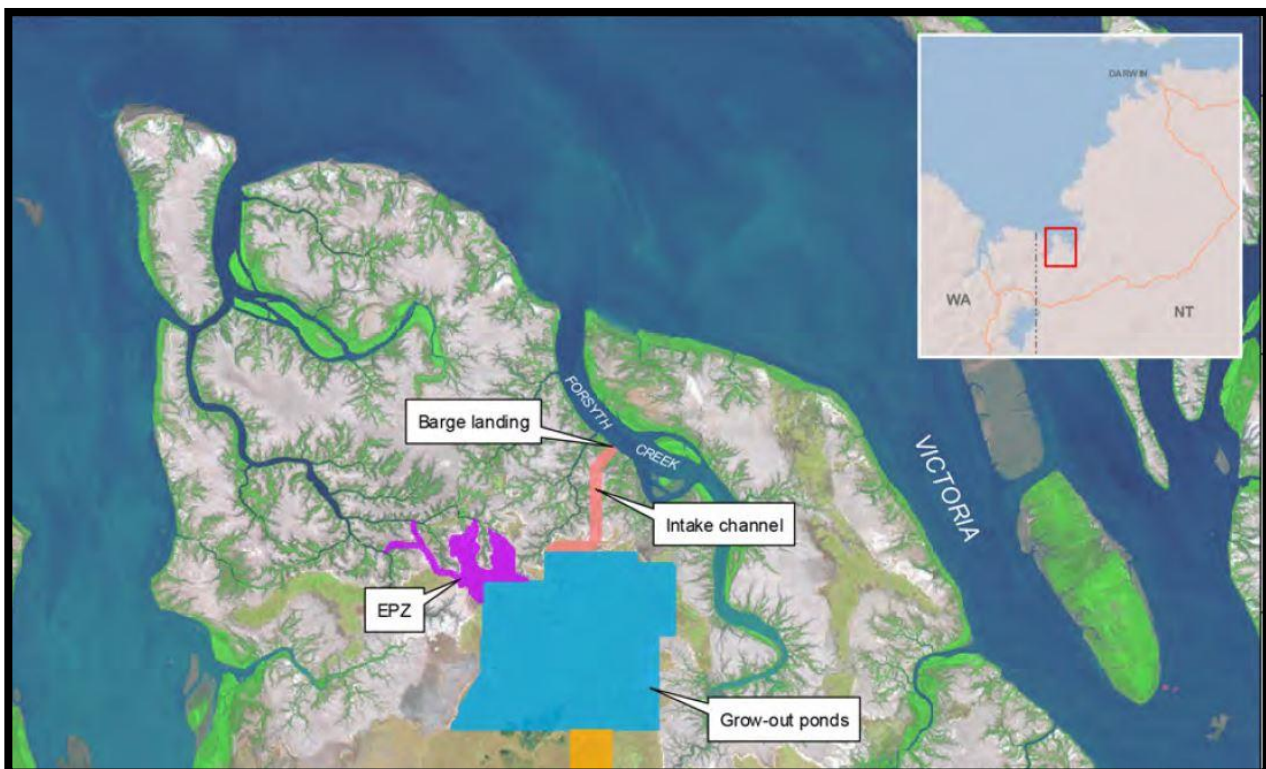 DARWIN
WA
NT
FORSYTH
CREEK
Barge landing
VICTORIA
Intake channel
EPZ
Grow-out ponds